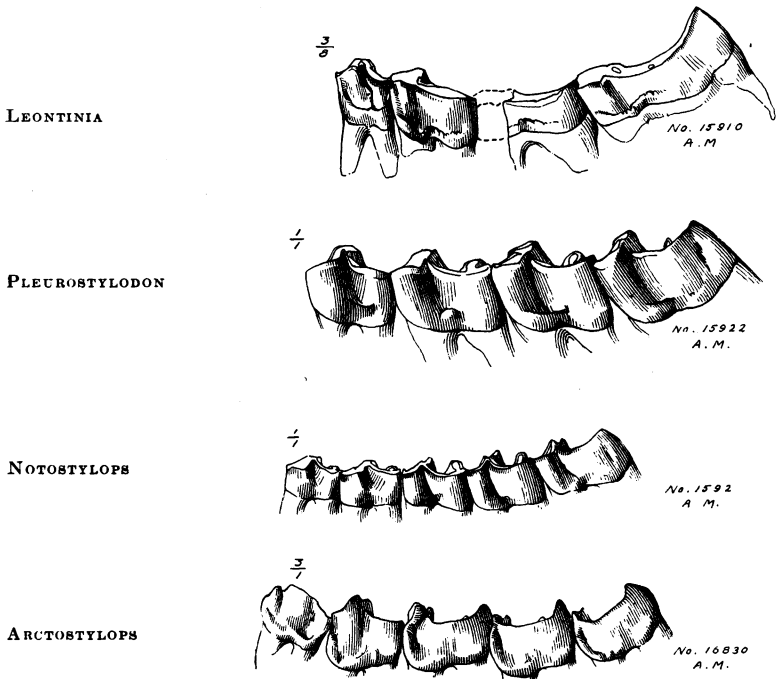 3/8
LEONTINIA
No. 15910
A. M
1/1
PLEUROSTYLODON
No. 15922
A. M.
1/1
NOTOSTYLOPS
No. 1592
A M.
3/1
ARCTOSTYLOPS
No. 16830
A. M.